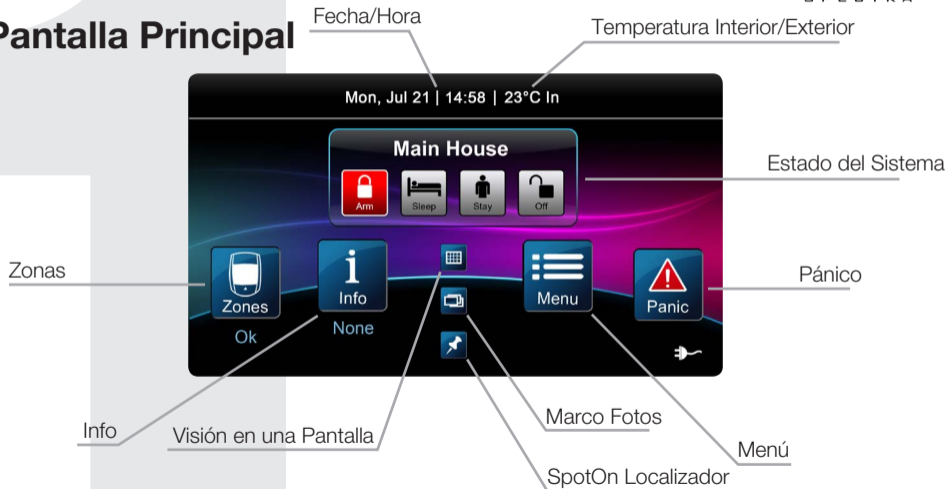 Fecha/Hora
Pantalla Principal
Temperatura Interior/Exterior
Mon, Jul 21 | 14:58 | 23°C In
Main House
Estado del Sistema
Arm
Sleep
Stay
Off
Zonas
Pánico
Zones
Info
Menu
Panic
Ok
None
Info
Visión en una Pantalla
Marco Fotos
Menú
SpotOn Localizador